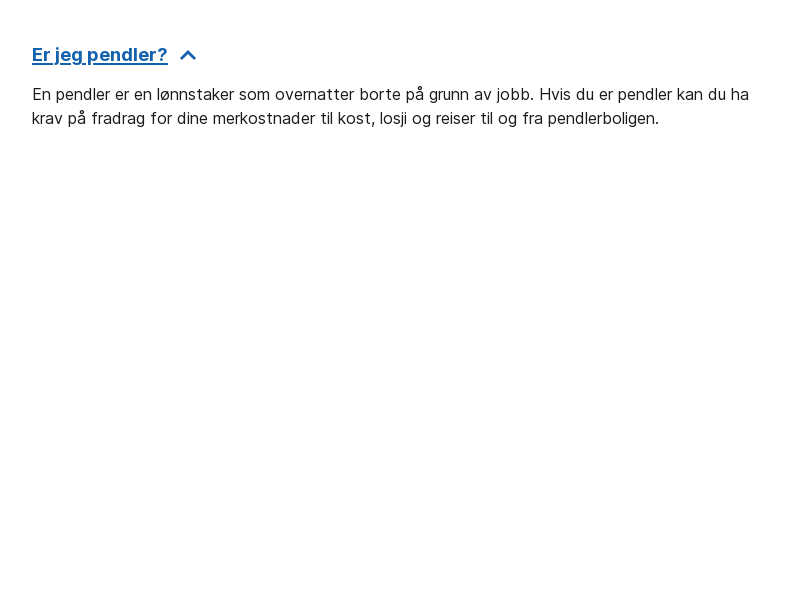 Er jeg pendler?
En pendler er en lønnstaker som overnatter borte på grunn av jobb. Hvis du er pendler kan du ha
krav på fradrag for dine merkostnader til kost, losji og reiser til og fra pendlerboligen.